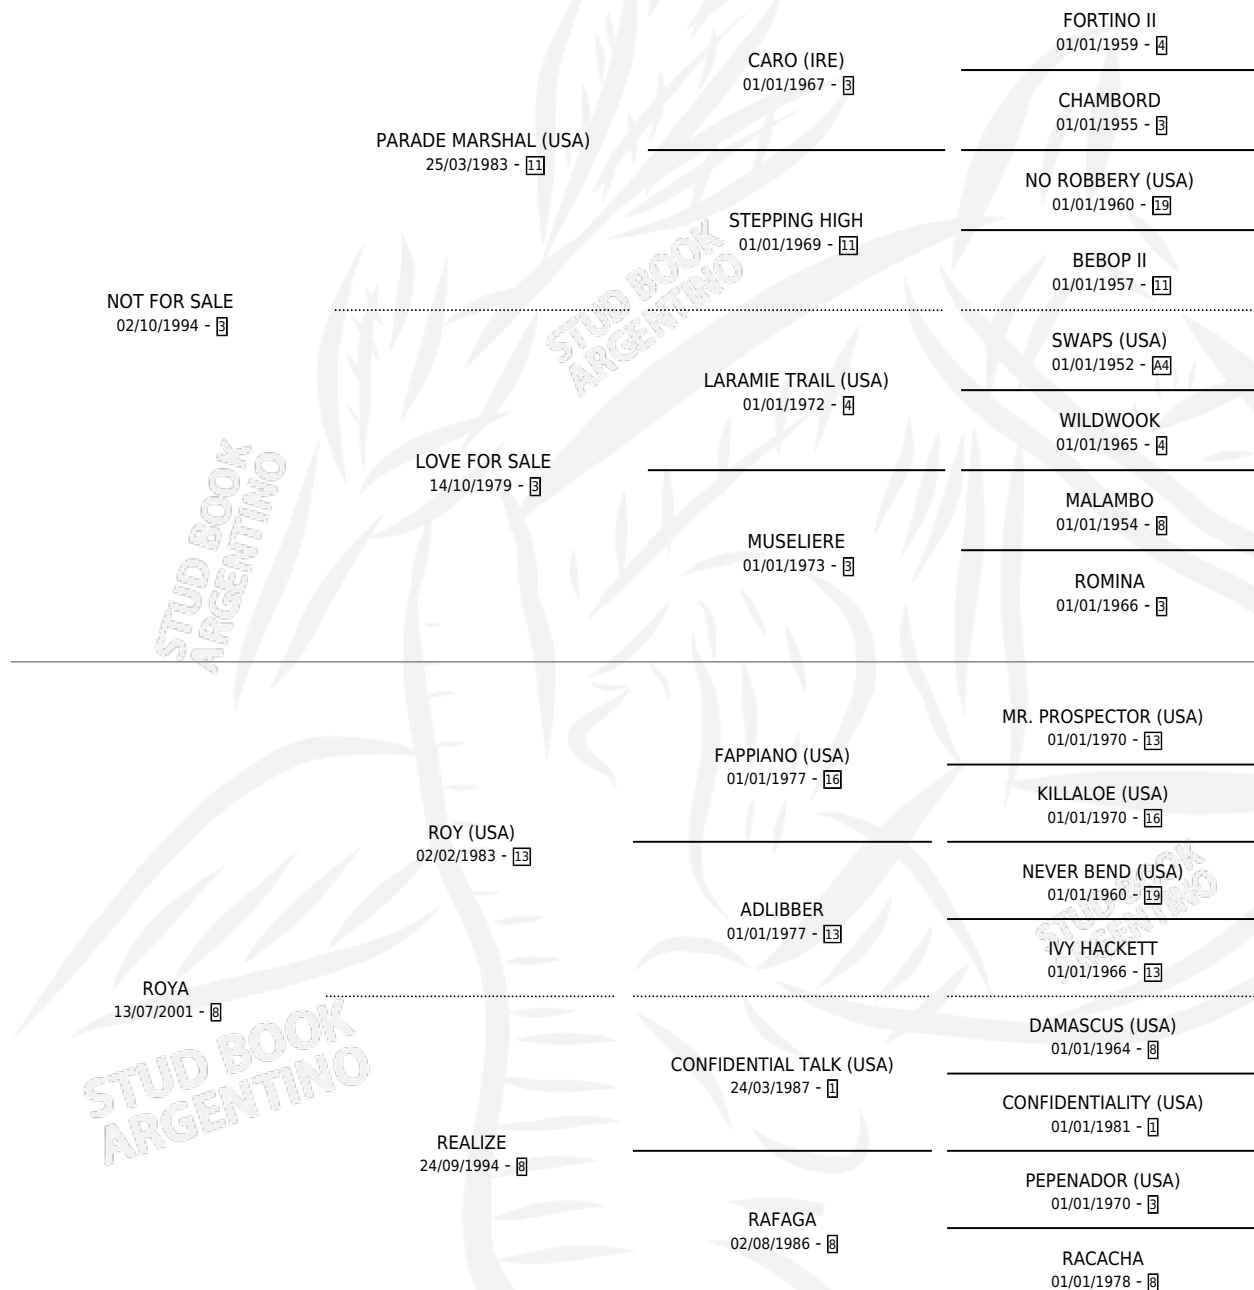 FORTINO II
01/01/1959 - 4
CARO (IRE)
01/01/1967 - 3
CHAMBORD
01/01/1955 - 3
PARADE MARSHAL (USA)
25/03/1983 - 11
NO ROBBERY (USA)
01/01/1960 - 19
STEPPING HIGH
01/01/1969 - 11
BEBOP II
01/01/1957 - 11
NOT FOR SALE
02/10/1994 - 3
SWAPS (USA)
01/01/1952 - A4
LARAMIE TRAIL (USA)
01/01/1972 - 4
WILDWOOK
01/01/1965 - 4
LOVE FOR SALE
14/10/1979 - 3
MALAMBO
01/01/1954 - 8
MUSELIERE
01/01/1973 - 3
ROMINA
01/01/1966 - 3
MR. PROSPECTOR (USA)
01/01/1970 - 13
FAPPIANO (USA)
01/01/1977 - 16
KILLALOE (USA)
01/01/1970 - 16
ROY (USA)
02/02/1983 - 13
NEVER BEND (USA)
01/01/1960 - 19
ADLIBBER
01/01/1977 - 13
IVY HACKETT
01/01/1966 - 13
ROYA
13/07/2001 - 8
DAMASCUS (USA)
01/01/1964 - 8
CONFIDENTIAL TALK (USA)
24/03/1987 - 1
CONFIDENTIALITY (USA)
01/01/1981 - 1
REALIZE
24/09/1994 - 8
PEPENADOR (USA)
01/01/1970 - 3
RAFAGA
02/08/1986 - 8
RACACHA
01/01/1978 - 8
STUD BOOK
ARGENTINO
STUD BOOK
ARGENTINO
STUD BOOK
ARGENTINO
STUD BOOK
ARGENTINO